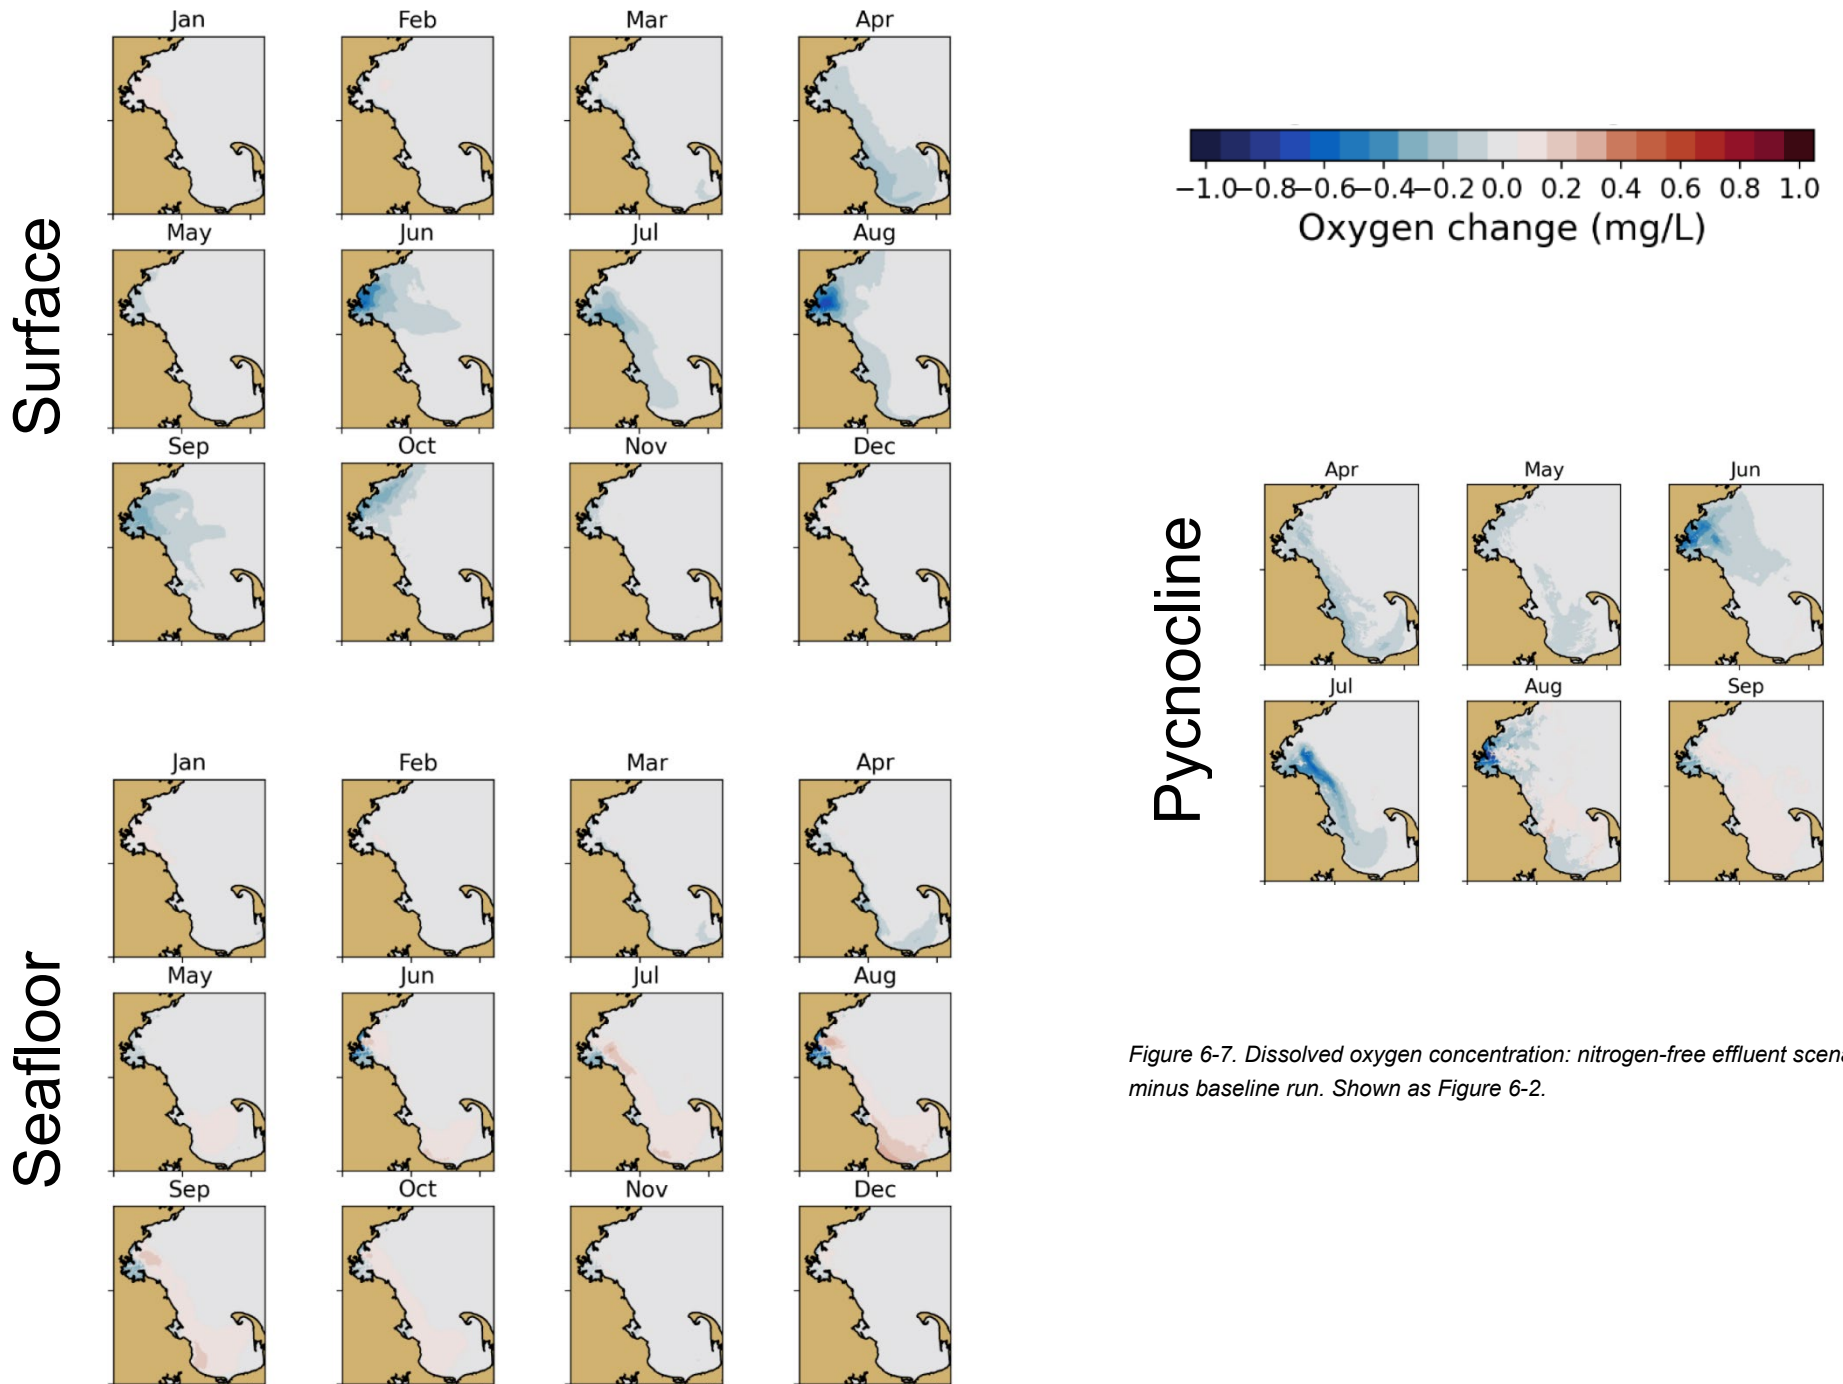 Surface
Jan
Feb
Mar
Apr
May
Jun
Jul
Aug
Sep
Oct
Nov
Dec
−1.0 −0.8 −0.6 −0.4 −0.2 0.0 0.2 0.4 0.6 0.8 1.0
Oxygen change (mg/L)
Pycnocline
Apr
May
Jun
Jul
Aug
Sep
Seafloor
Jan
Feb
Mar
Apr
May
Jun
Jul
Aug
Sep
Oct
Nov
Dec
Figure 6-7. Dissolved oxygen concentration: nitrogen-free effluent scena
minus baseline run. Shown as Figure 6-2.